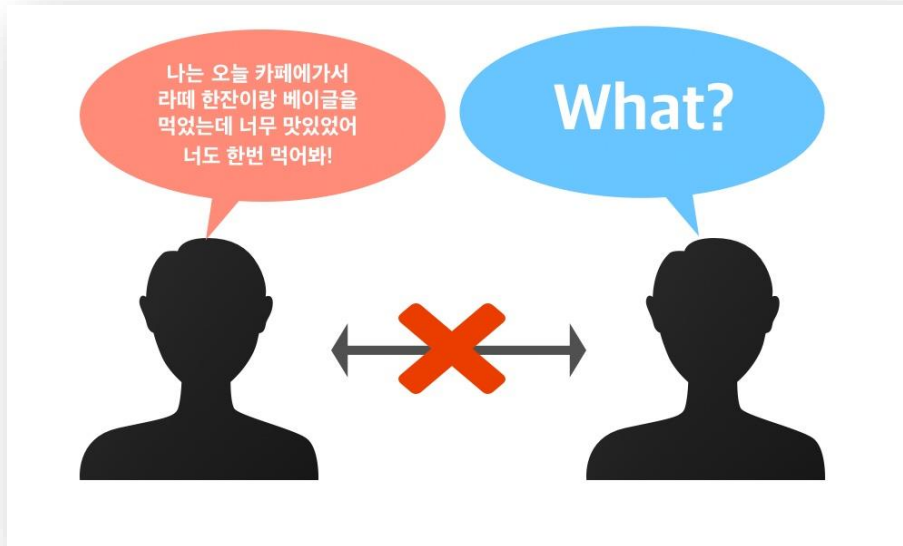 나는 오늘 카페에가서
라떼 한잔이랑 베이글을
먹었는데 너무 맛있었어
너도 한번 먹어봐!
What?